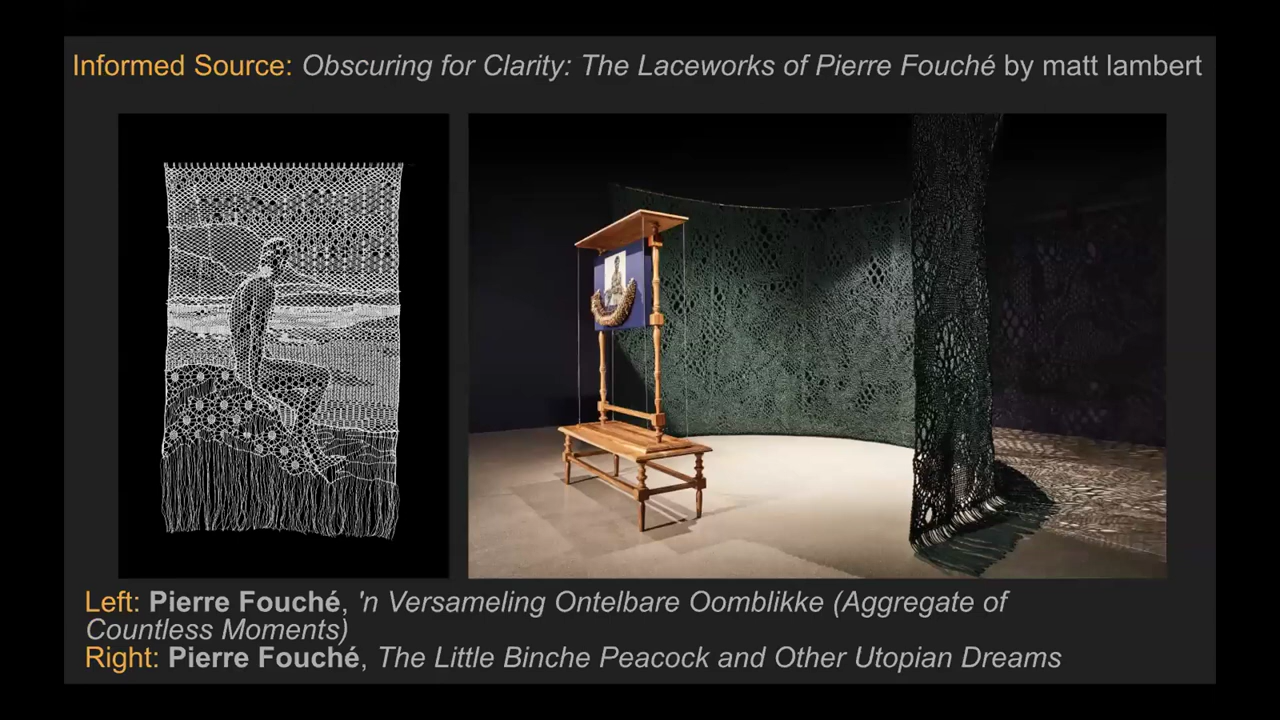 Informed Source: Obscuring for Clarity: The Laceworks of Pierre Fouché by matt lambert
Left: Pierre Fouché, 'n Versameling Ontelbare Oomblikke (Aggregate of
Countless Moments)
Right: Pierre Fouché, The Little Binche Peacock and Other Utopian Dreams